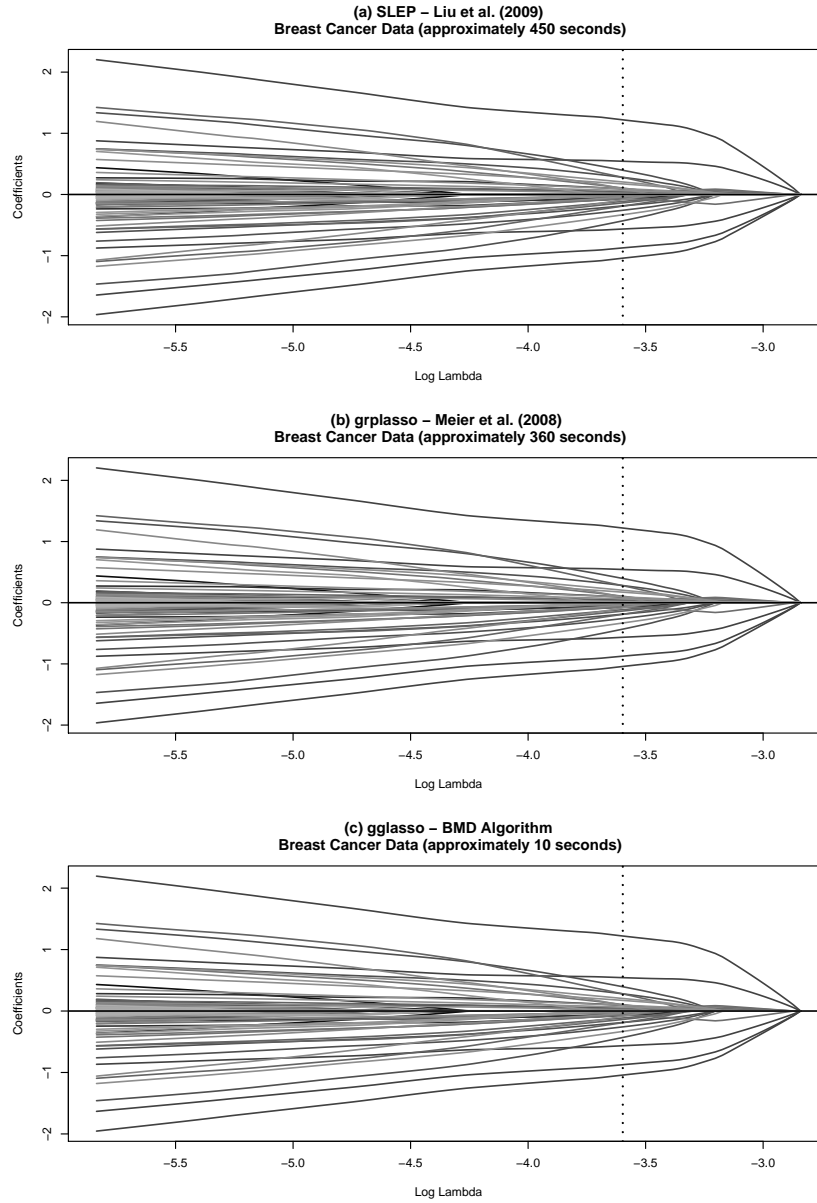 (a) SLEP − Liu et al. (2009)
Breast Cancer Data (approximately 450 seconds)
2
1
0
−1
−2
Coefficients
−5.5 −5.0 −4.5 −4.0 −3.5 −3.0
Log Lambda
(b) grplasso − Meier et al. (2008)
Breast Cancer Data (approximately 360 seconds)
2
1
0
−1
−2
Coefficients
−5.5 −5.0 −4.5 −4.0 −3.5 −3.0
Log Lambda
(c) gglasso − BMD Algorithm
Breast Cancer Data (approximately 10 seconds)
2
1
0
−1
−2
Coefficients
−5.5 −5.0 −4.5 −4.0 −3.5 −3.0
Log Lambda